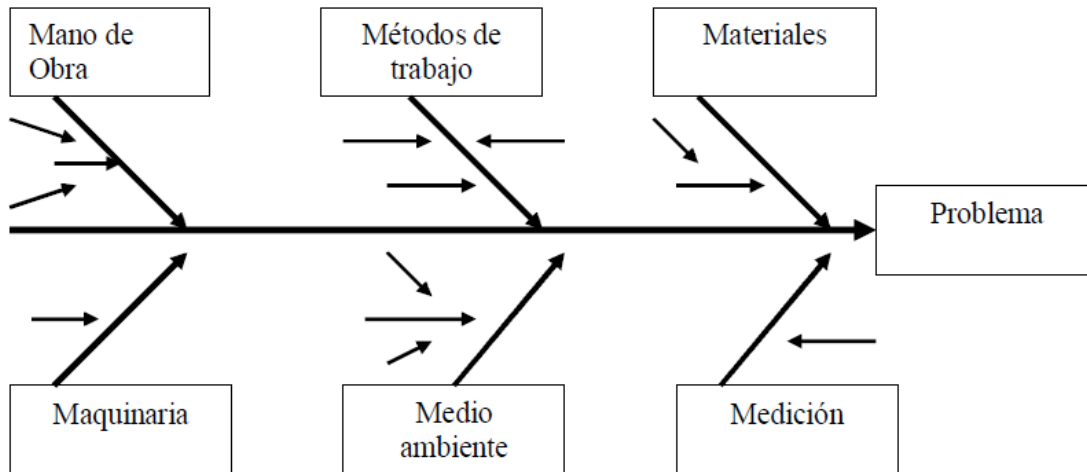 Mano de
Obra
Métodos de
trabajo
Materiales
Problema
Maquinaria
Medio
ambiente
Medición